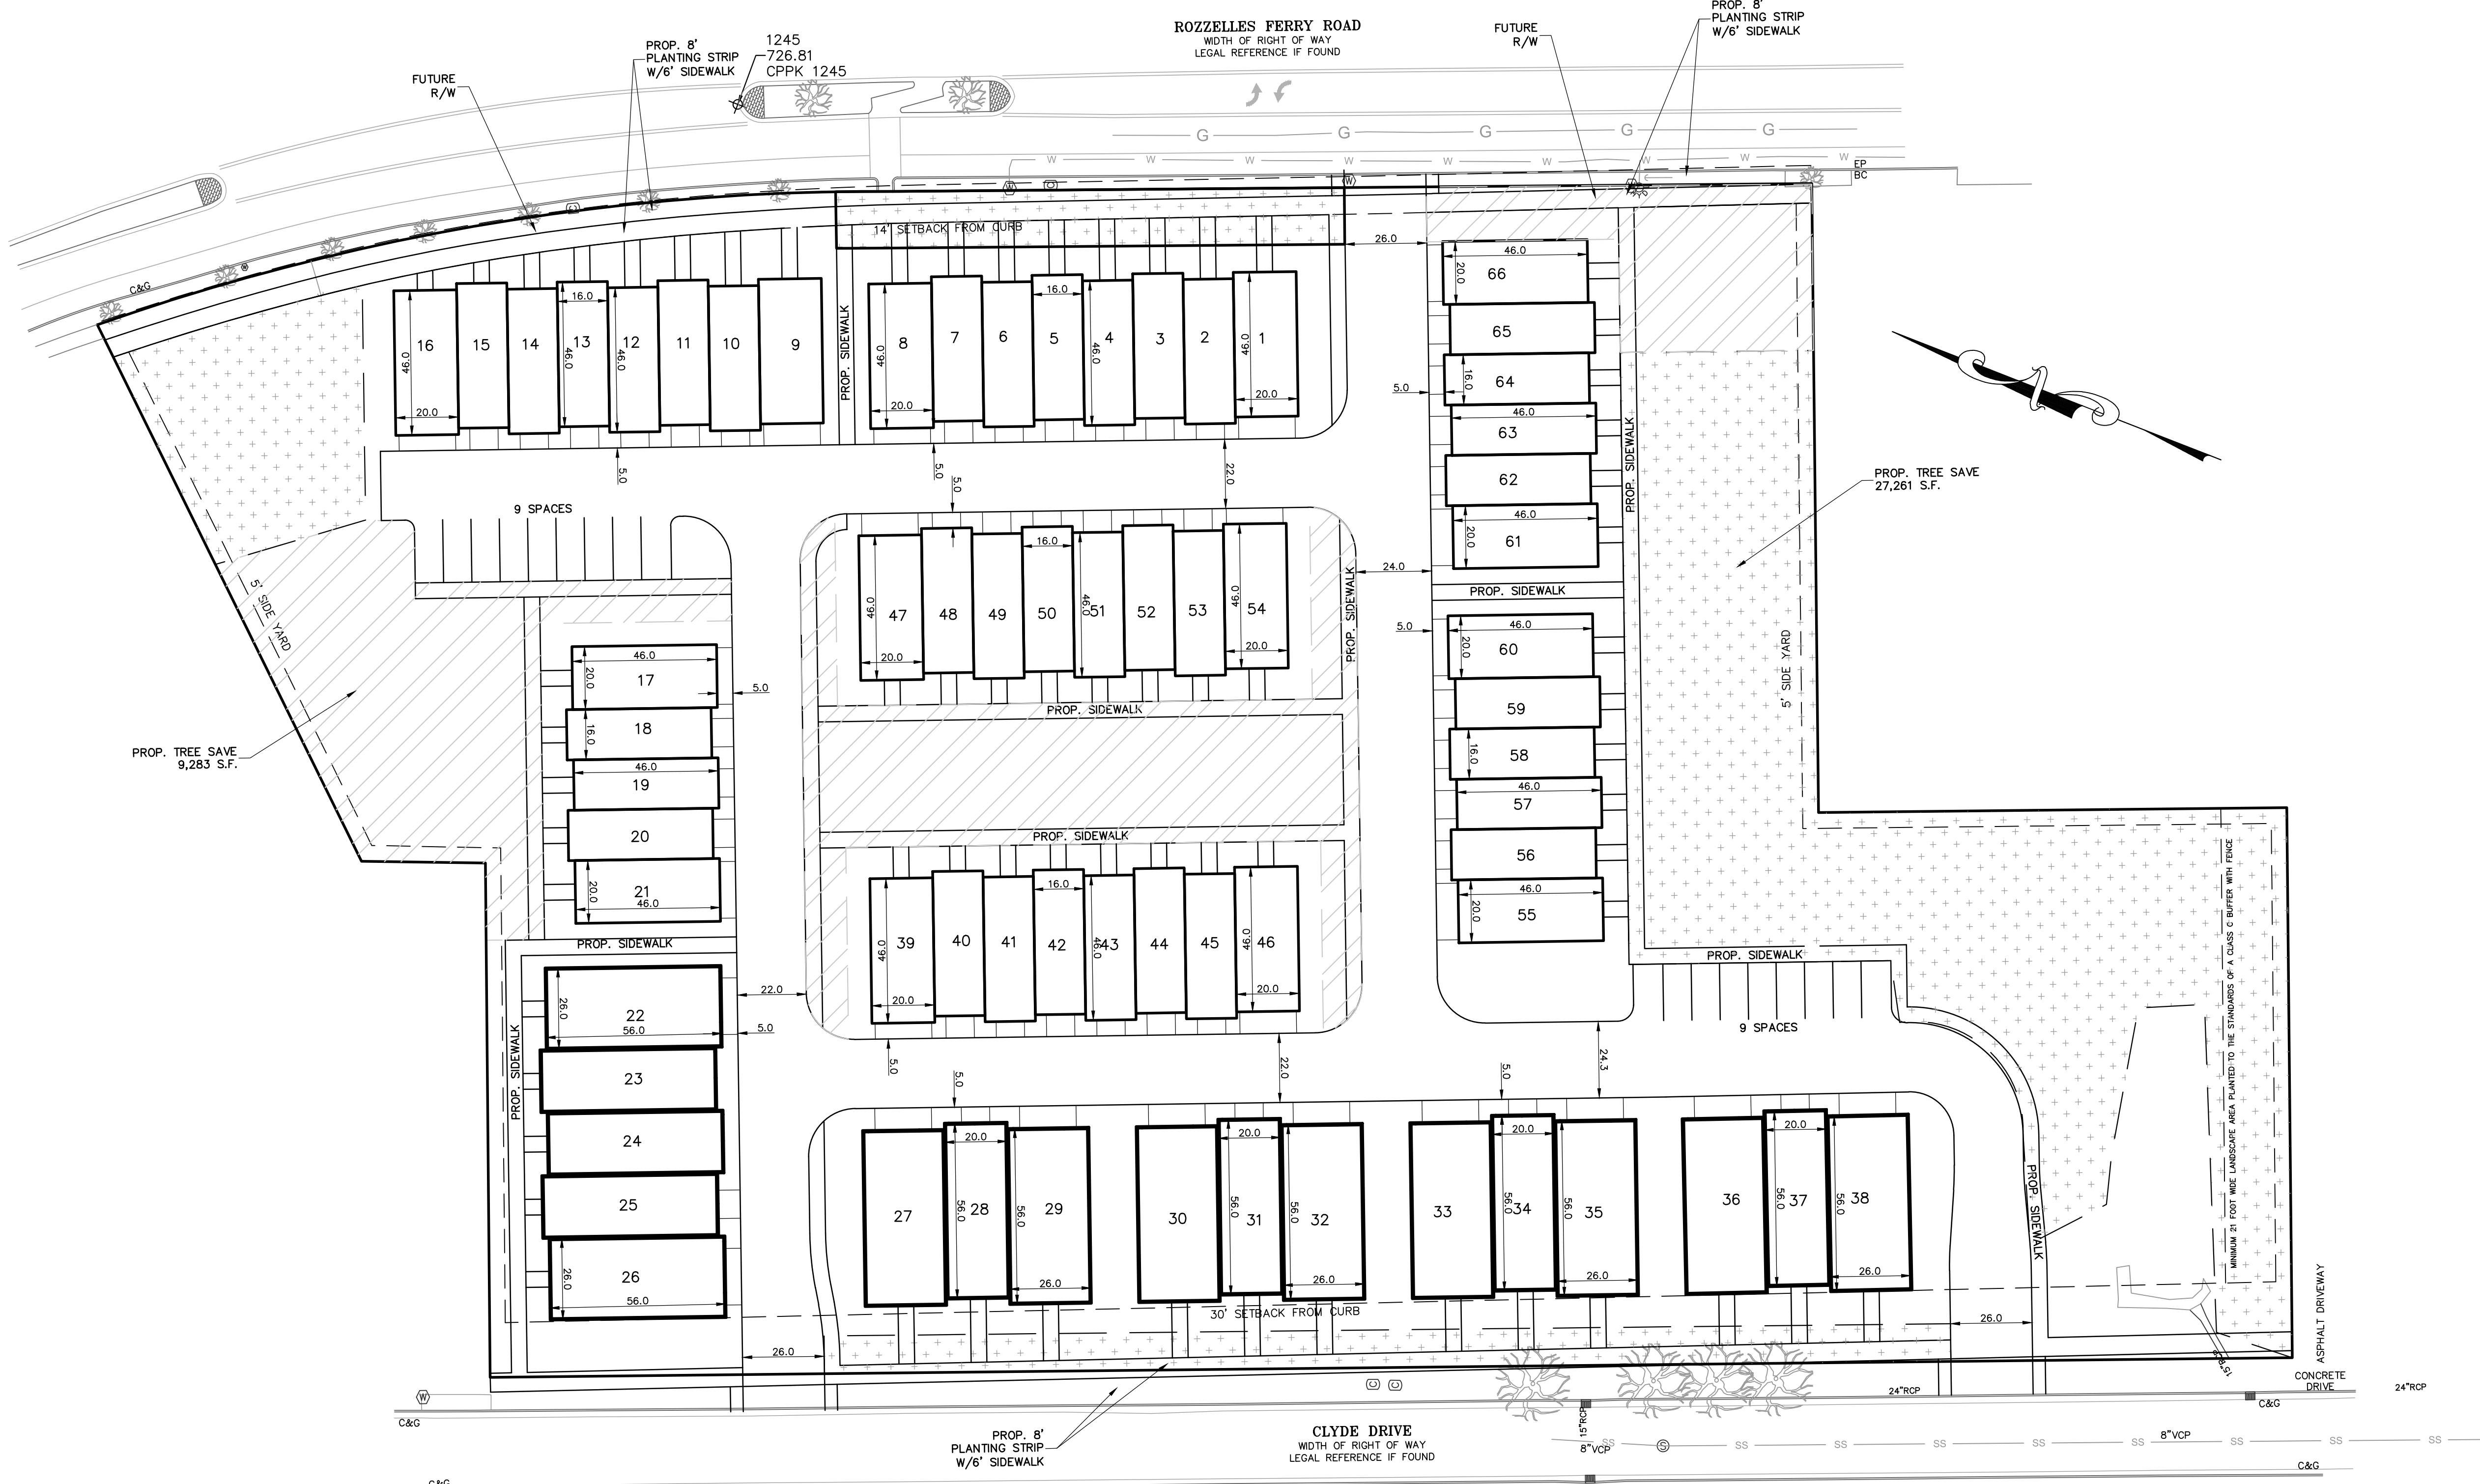 PROP. 8'
PLANTING STRIP
W/6' SIDEWALK
ROZZELLES FERRY ROAD
WIDTH OF RIGHT OF WAY
LEGAL REFERENCE IF FOUND
FUTURE
R/W
PROP. 8'
PLANTING STRIP
W/6' SIDEWALK
1245
726.81
CPPK 1245
FUTURE
R/W
G G G G G
W W W W W W W W W
EP
BC
W
C
W
C
C&G
14' SETBACK FROM CURB
26.0
16 15 14 13 12 11 10 9
46.0
20.0
16.0
46.0
46.0
PROP. SIDEWALK
8 7 6 5 4 3 2 1
46.0
20.0
16.0
46.0
46.0
20.0
5.0
5.0
5.0
22.0
9 SPACES
46.0
20.0
66
65
64
16.0
5.0
46.0
63
62
46.0
20.0
61
PROP. SIDEWALK
PROP. TREE SAVE
27,261 S.F.
5' SIDE YARD
47 48 49 50 51 52 53 54
46.0
20.0
16.0
46.0
46.0
20.0
PROP. SIDEWALK
24.0
PROP. SIDEWALK
5.0
46.0
20.0
60
59
58
16.0
46.0
57
56
46.0
20.0
55
5' SIDE YARD
46.0
20.0
17
5.0
18
16.0
46.0
19
20
21
20.0
46.0
PROP. TREE SAVE
9,283 S.F.
PROP. SIDEWALK
PROP. SIDEWALK
39 40 41 42 43 44 45 46
46.0
20.0
16.0
46.0
46.0
20.0
PROP. SIDEWALK
26.0
22
56.0
22.0
5.0
23
24
25
26
26.0
56.0
PROP. SIDEWALK
5.0
5.0
22.0
5.0
24.3
PROP. SIDEWALK
9 SPACES
MINIMUM 21 FOOT WIDE LANDSCAPE AREA PLANTED TO THE STANDARDS OF A CLASS C BUFFER WITH FENCE
27 28 29
20.0
56.0
56.0
26.0
30 31 32
20.0
56.0
56.0
26.0
33 34 35
20.0
56.0
56.0
26.0
36 37 38
20.0
56.0
56.0
26.0
PROP. SIDEWALK
30' SETBACK FROM CURB
26.0
26.0
ASPHALT DRIVEWAY
CONCRETE
DRIVE
24"RCP
24"RCP
W
C C
C&G
C&G
15"RCP
PROP. 8'
PLANTING STRIP
W/6' SIDEWALK
CLYDE DRIVE
WIDTH OF RIGHT OF WAY
LEGAL REFERENCE IF FOUND
8"VCP
8"VCP
SS S SS SS SS SS SS SS SS SS SS
C&G
C&G